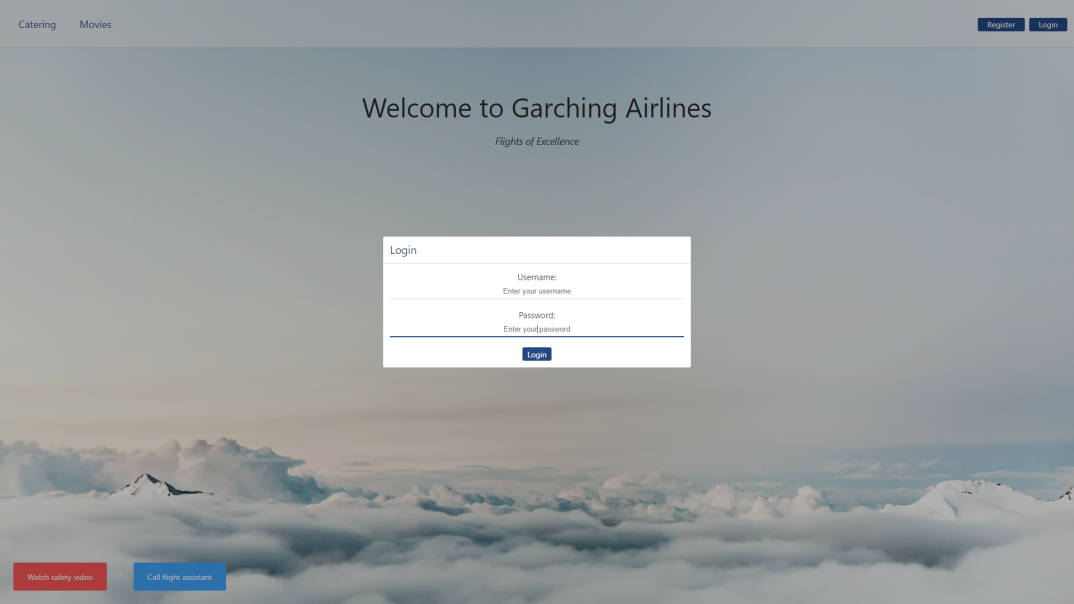 Catering Movies Register Login
Welcome to Garching Airlines
Flights of Excellence
Login
Username:
Enter your username
Password:
Enter your password
Login
Watch safety video Call flight assistant